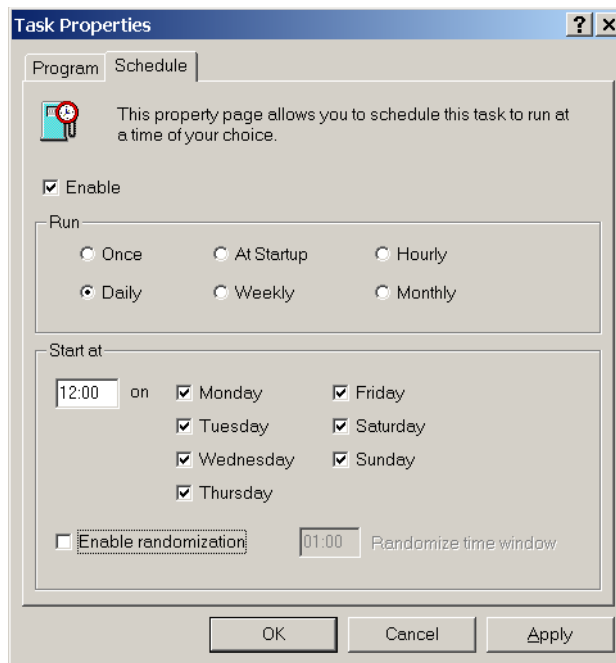 Task Properties
Program
Schedule
This property page allows you to schedule this task to run at
a time of your choice.
Enable
Run
Once
At Startup
Hourly
Daily
Weekly
Monthly
Start at
12:00 on
Monday
Friday
Tuesday
Saturday
Wednesday
Sunday
Thursday
Enable randomization
01:00 Randomize time window
OK
Cancel
Apply